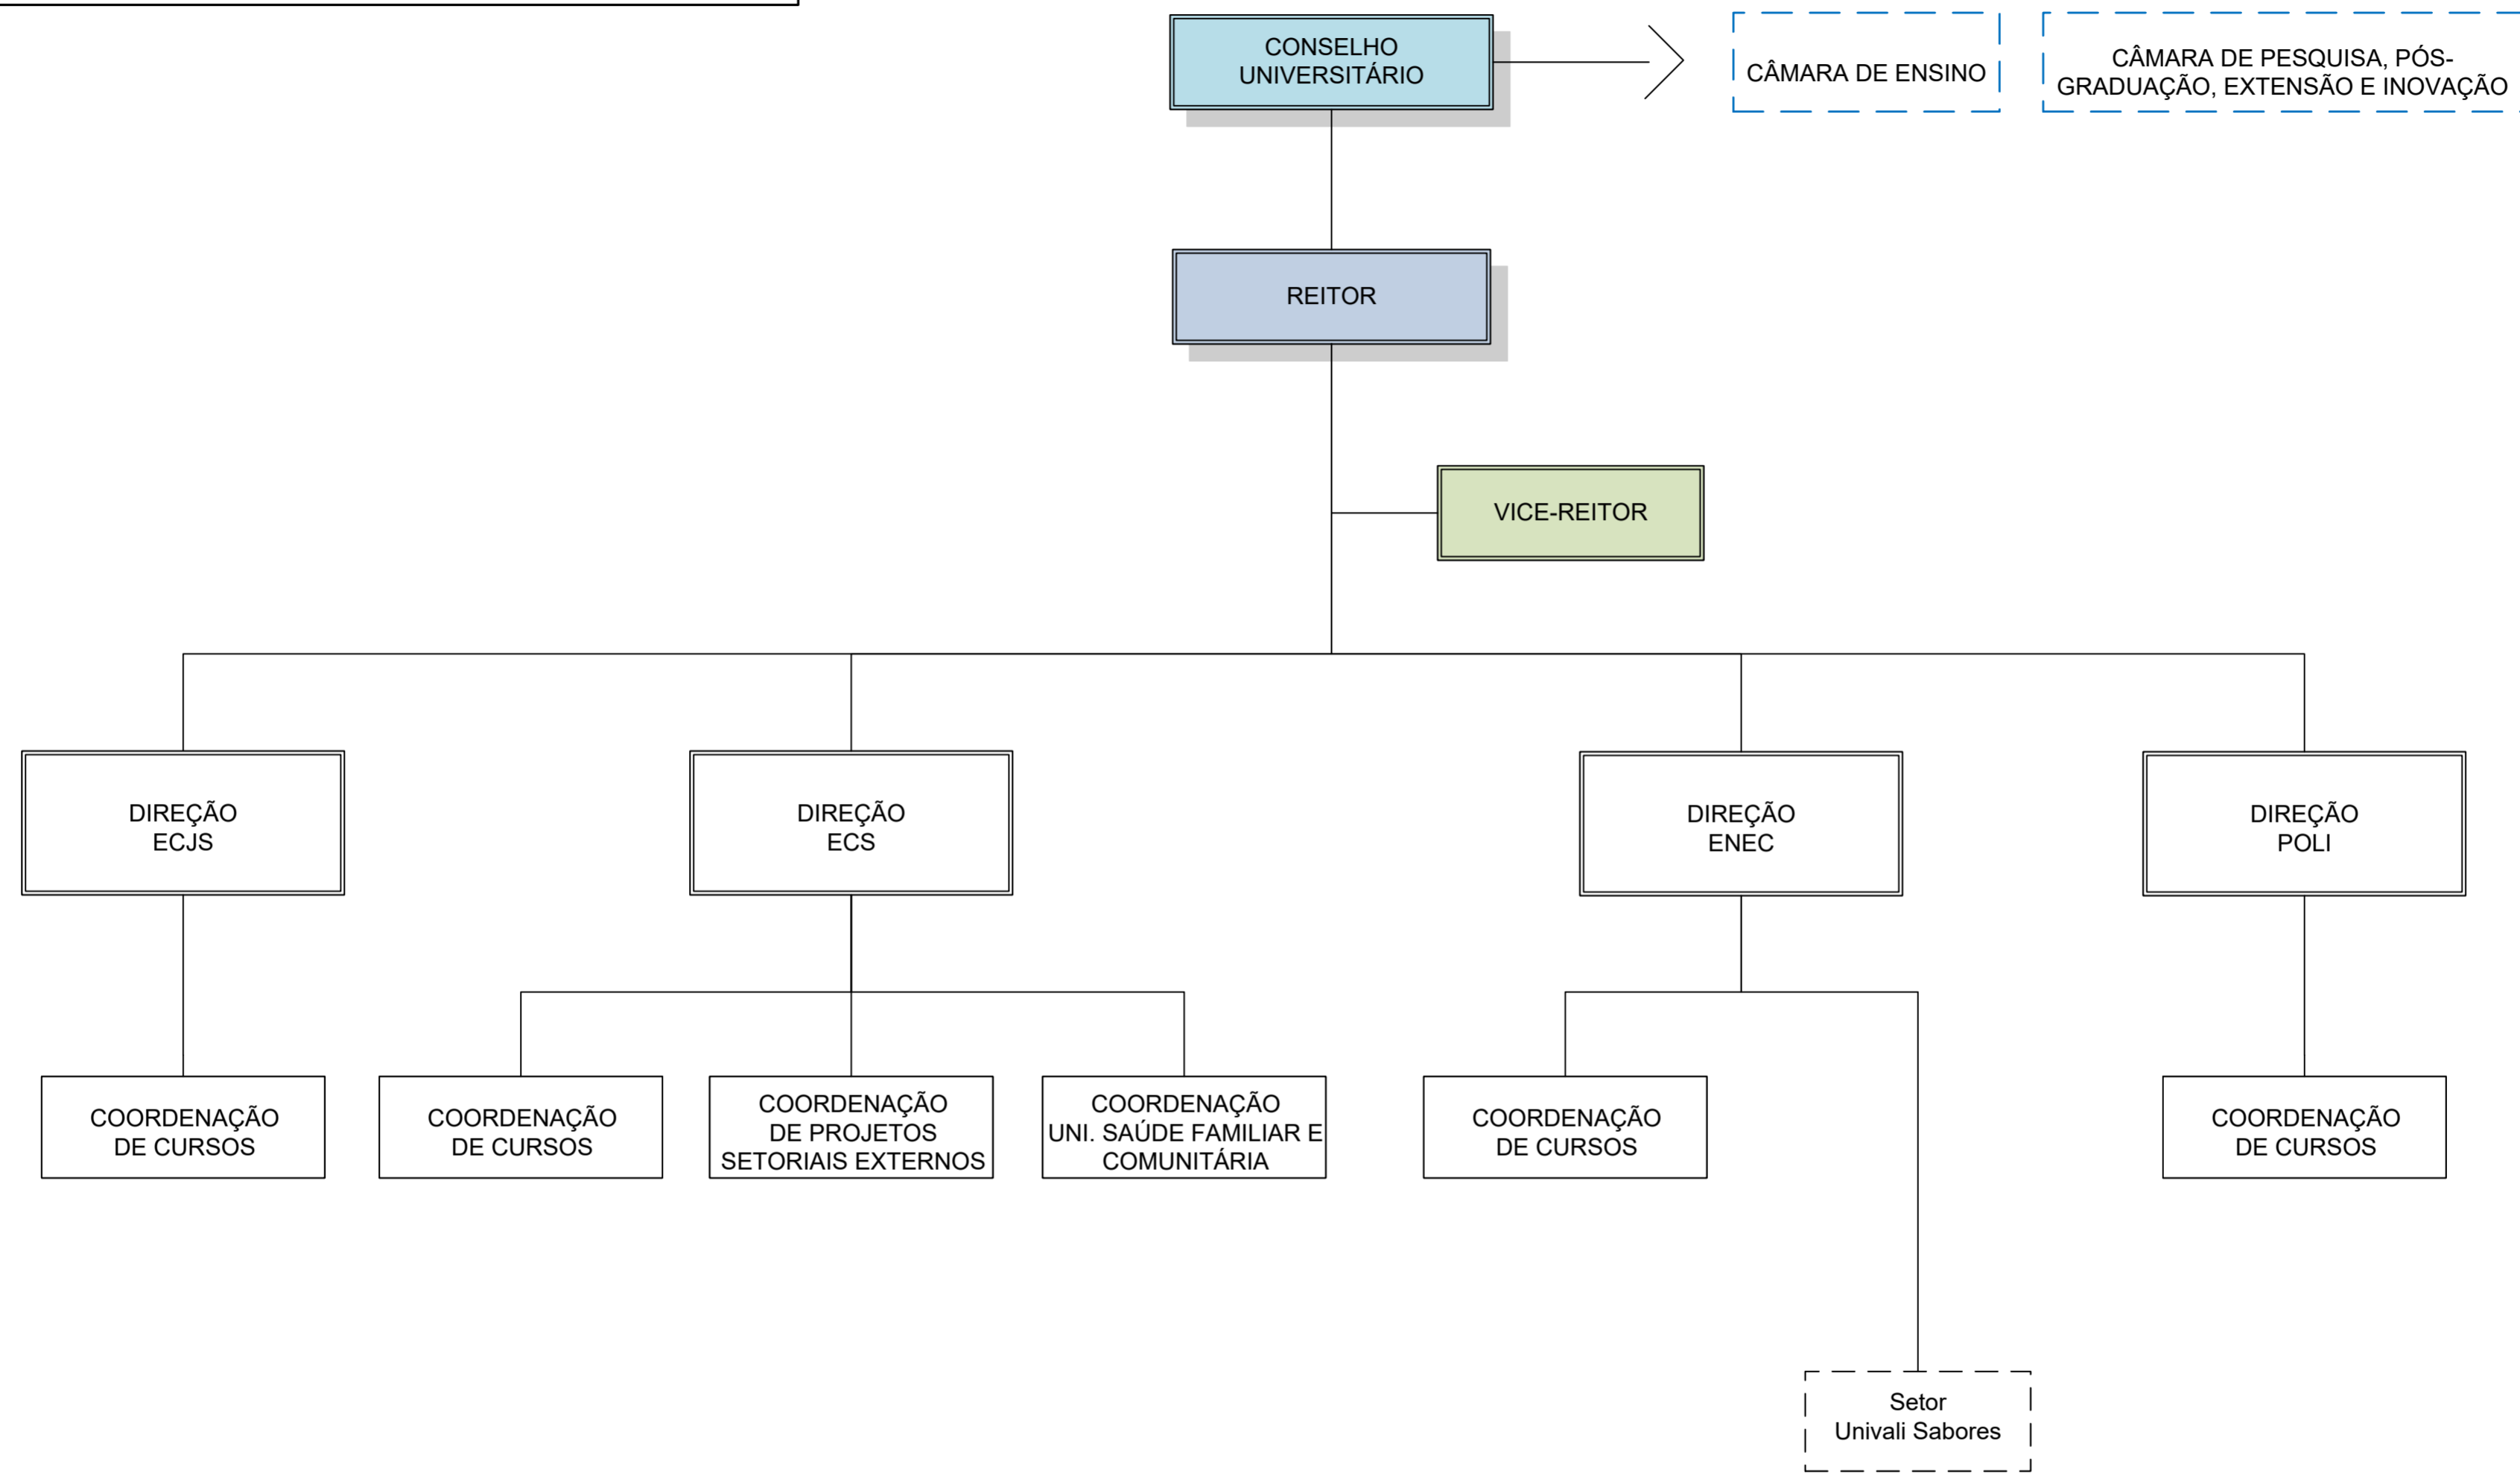 CONSELHO
UNIVERSITÁRIO
CÂMARA DE ENSINO
CÂMARA DE PESQUISA, PÓS-
GRADUAÇÃO, EXTENSÃO E INOVAÇÃO
REITOR
VICE-REITOR
DIREÇÃO
ECJS
DIREÇÃO
ECS
DIREÇÃO
ENEC
DIREÇÃO
POLI
COORDENAÇÃO
DE CURSOS
COORDENAÇÃO
DE CURSOS
COORDENAÇÃO
DE PROJETOS
SETORIAIS EXTERNOS
COORDENAÇÃO
UNI. SAÚDE FAMILIAR E
COMUNITÁRIA
COORDENAÇÃO
DE CURSOS
COORDENAÇÃO
DE CURSOS
Setor
Univali Sabores